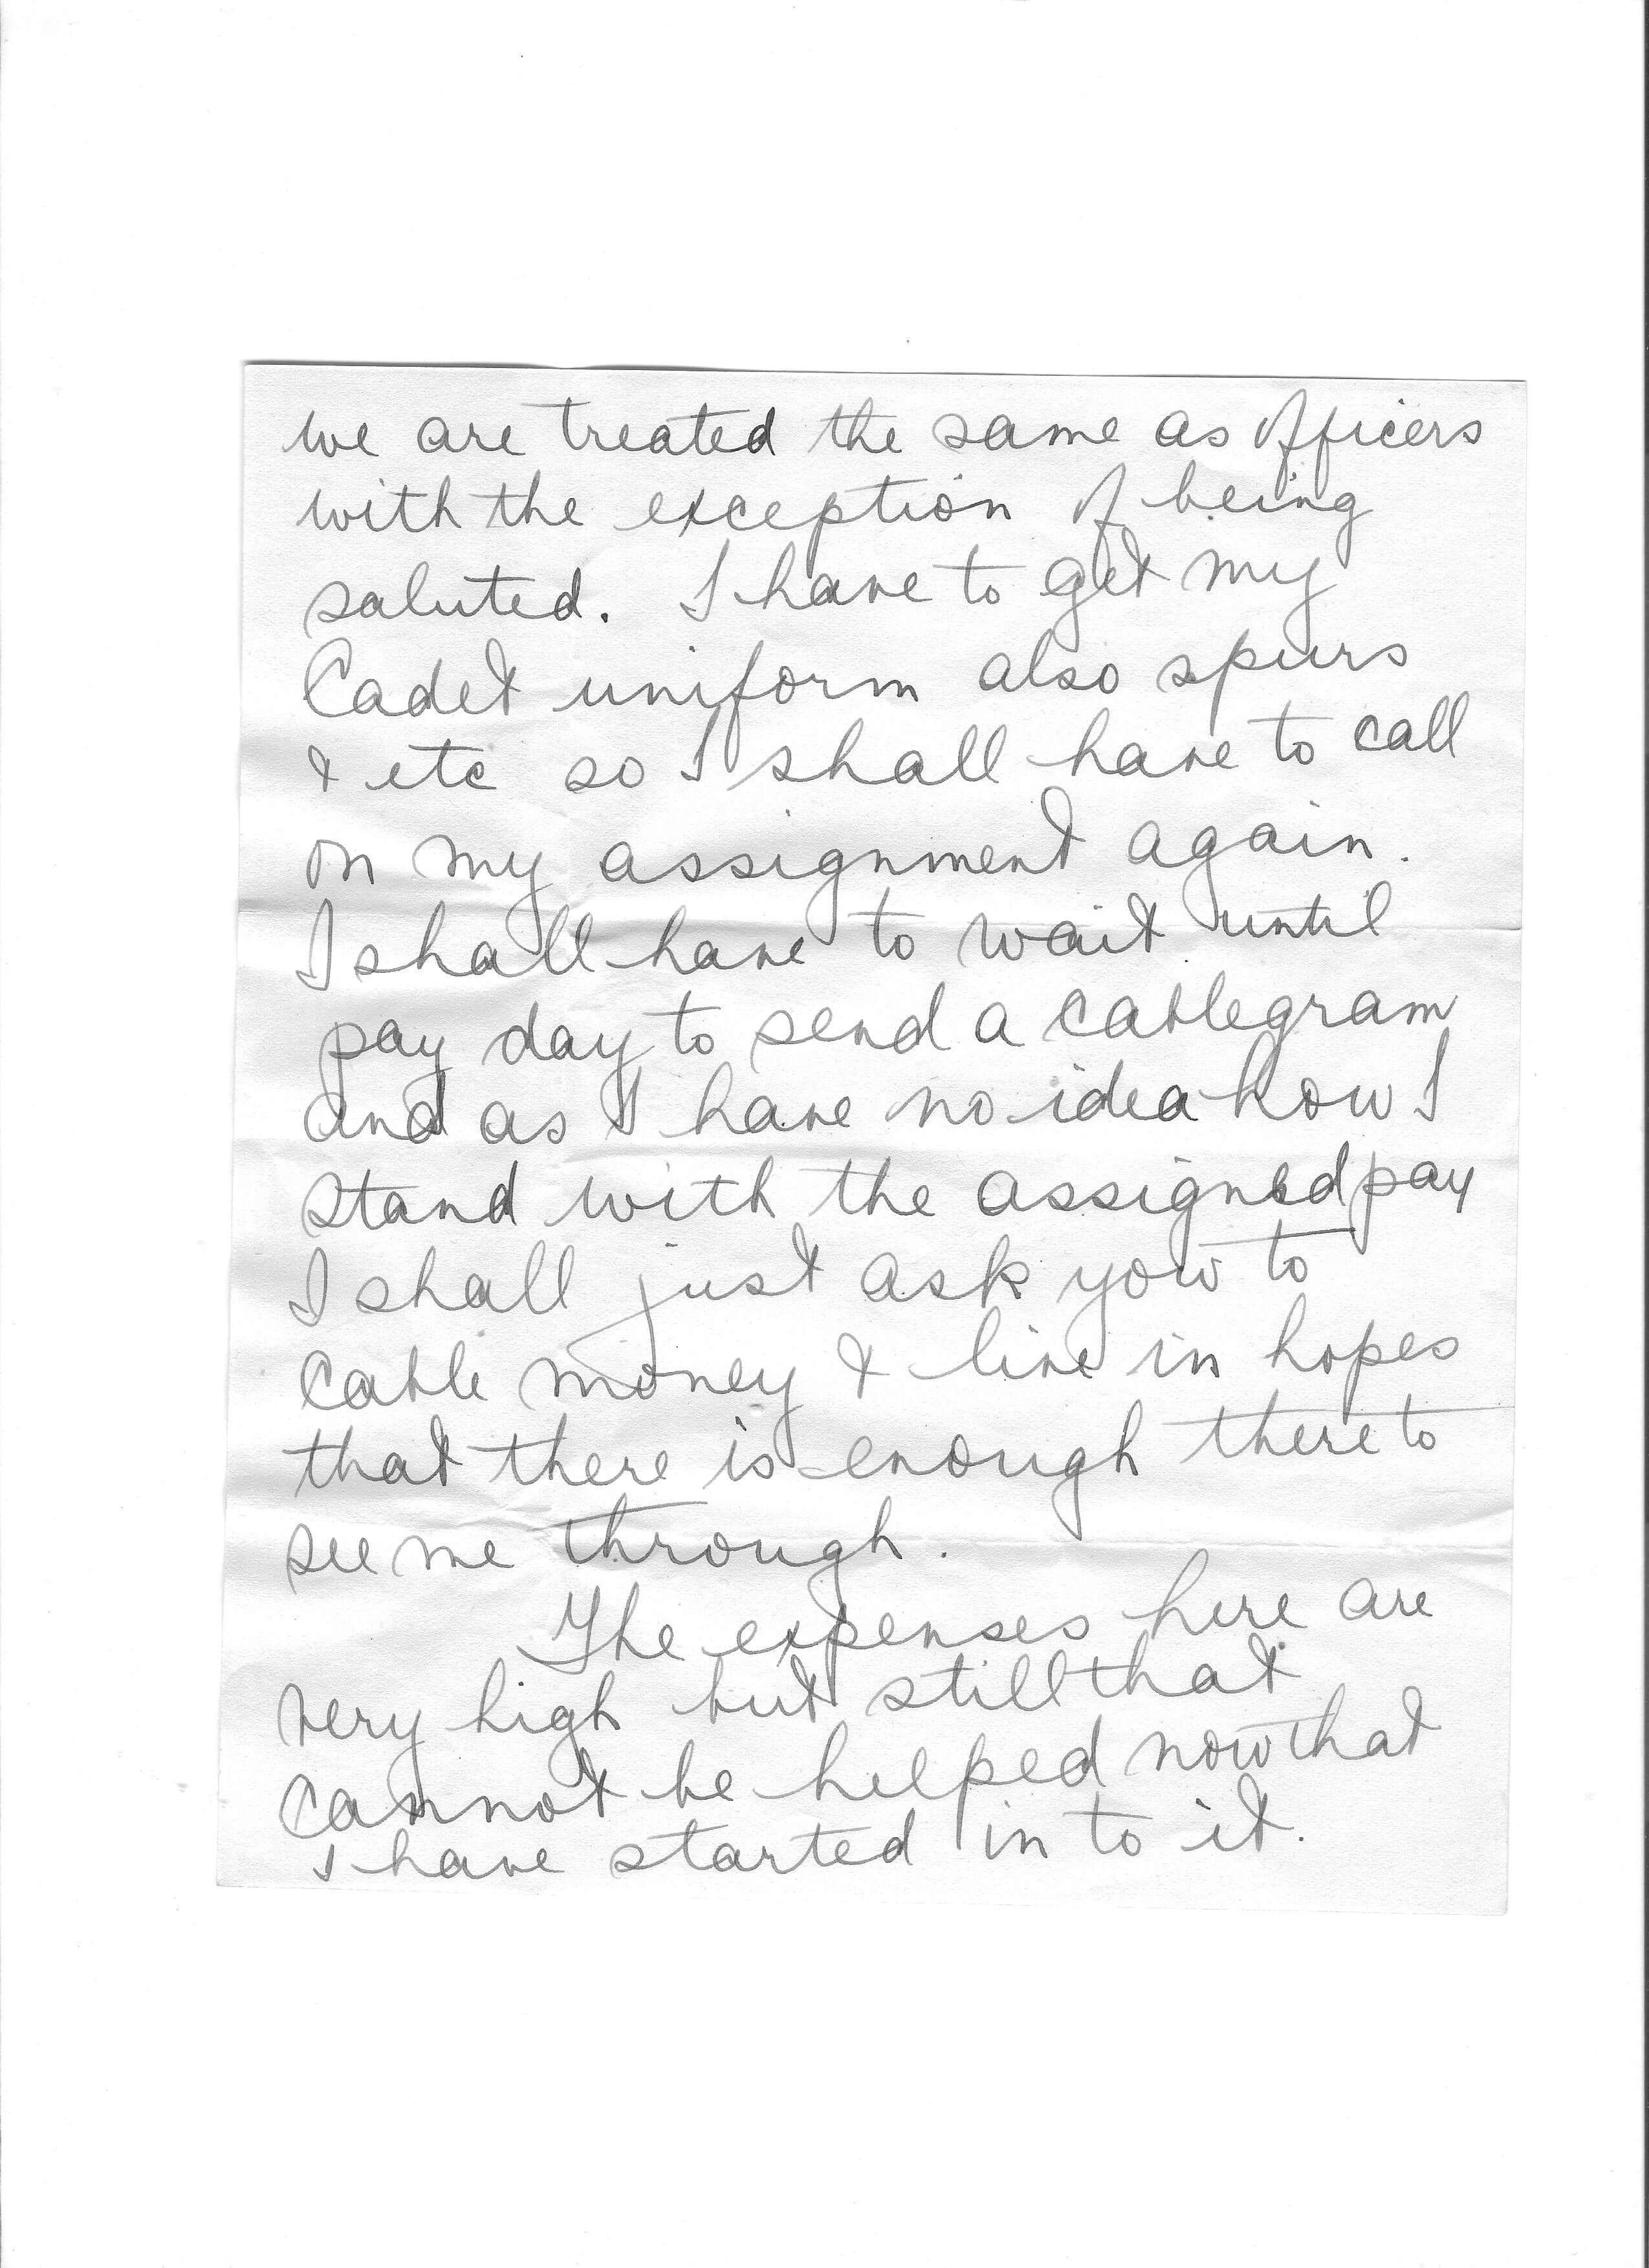 we are treated the same as officers
with the exception of being
saluted. I have to get my
Cadet uniform also spurs
& etc so I shall have to call
on my assignment again.
I shall have to wait until
pay day to send a cablegram
and as I have no idea how I
stand with the assigned pay
I shall just ask you to
cable money & live in hopes
that there is enough there to
see me through.
The expenses here are
very high but still that
cannot be helped now that
I have started in to it.